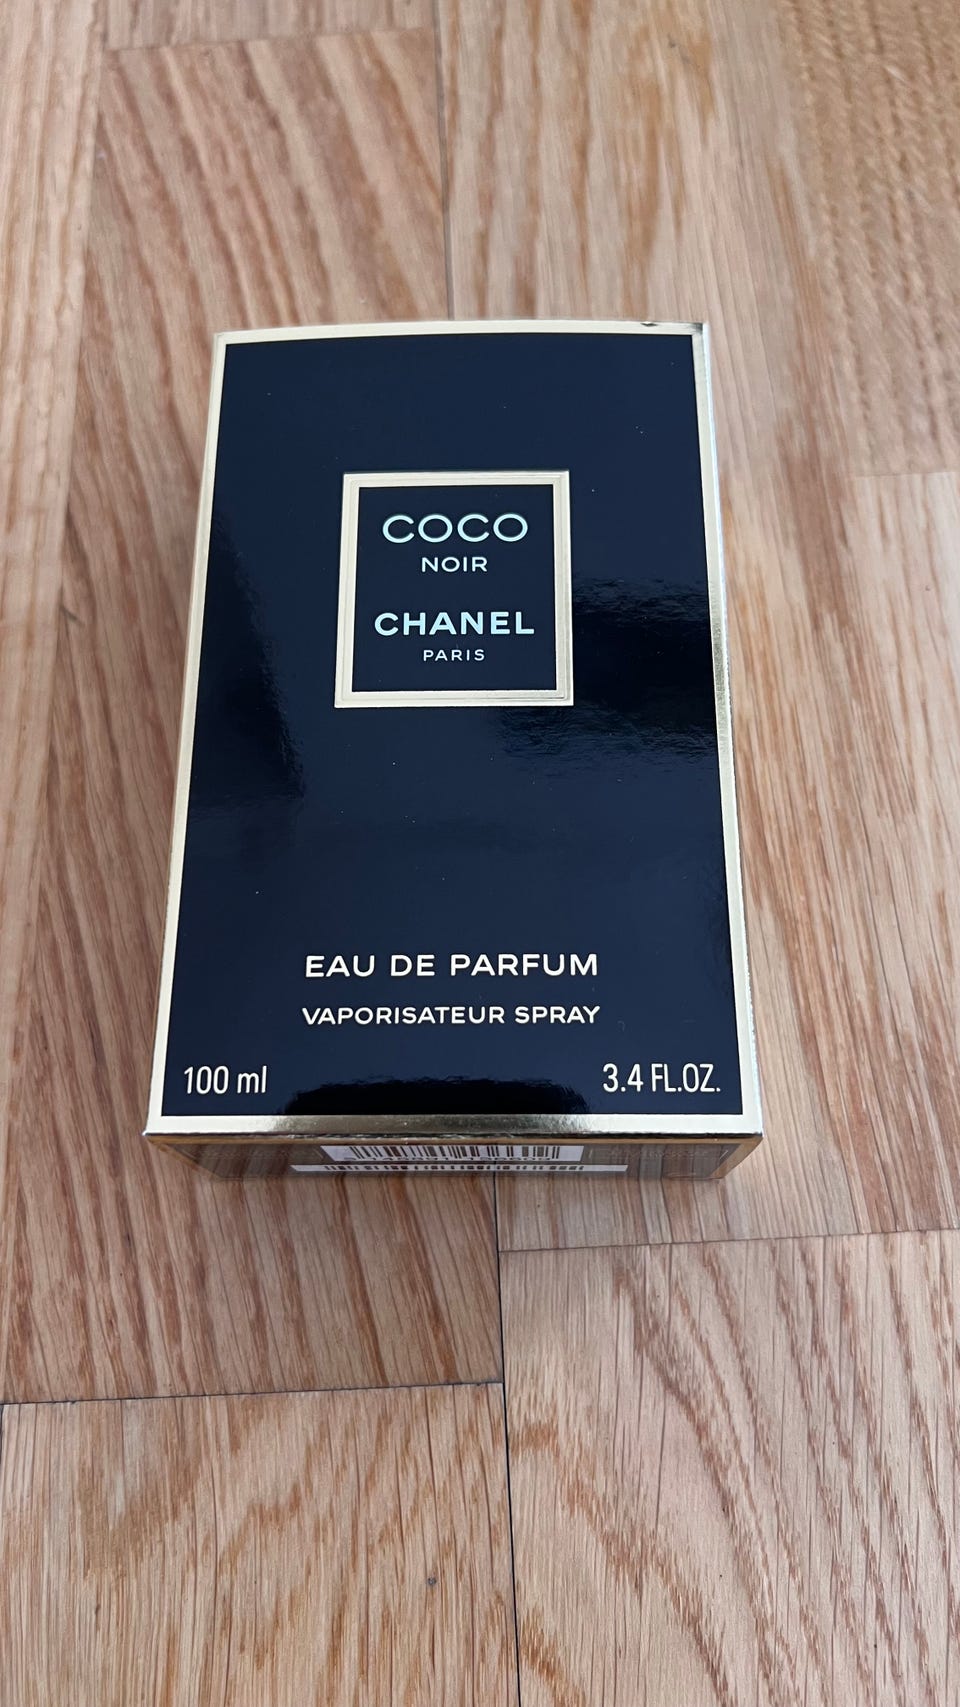 COCO
NOIR
CHANEL
PARIS
EAU DE PARFUM
VAPORISATEUR SPRAY
100 ml
3.4 FL.OZ.